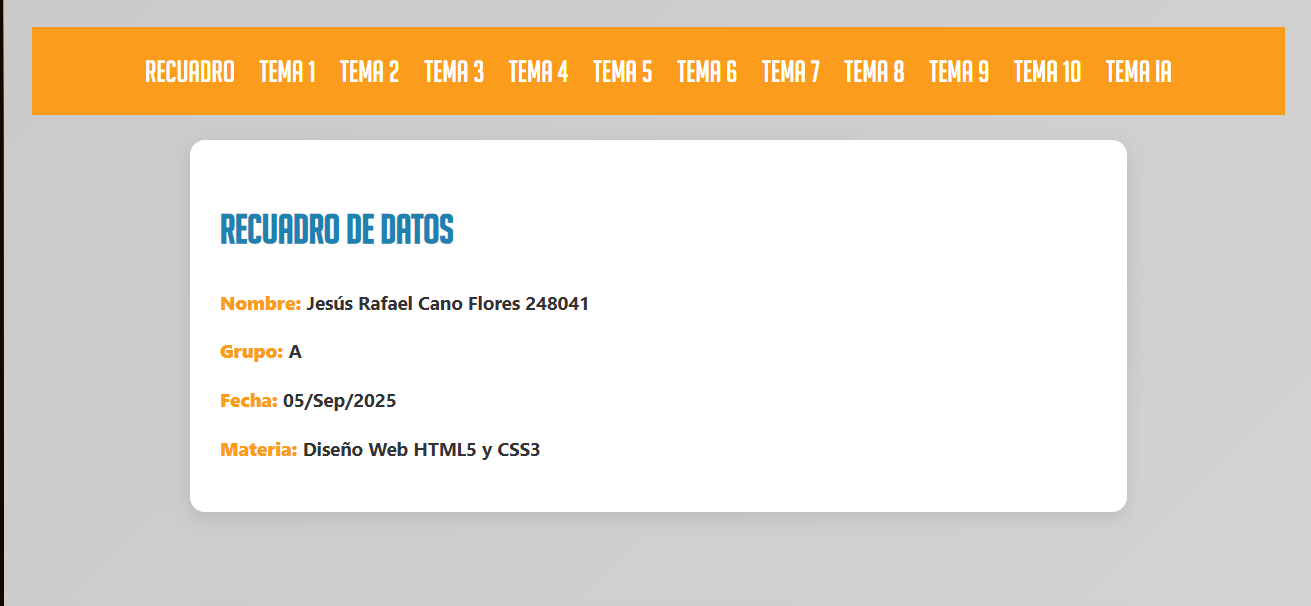 RECUADRO TEMA 1 TEMA 2 TEMA 3 TEMA 4 TEMA 5 TEMA 6 TEMA 7 TEMA 8 TEMA 9 TEMA 10 TEMA IA
RECUADRO DE DATOS
Nombre: Jesús Rafael Cano Flores 248041
Grupo: A
Fecha: 05/Sep/2025
Materia: Diseño Web HTML5 y CSS3